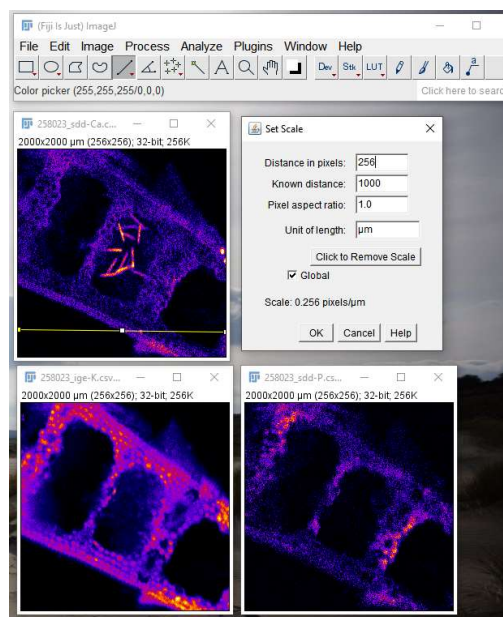 (Fiji Is Just) ImageJ
File Edit Image Process Analyze Plugins Window Help
Dev Stk LUT
Color picker (255,255,255/0,0,0)
Click here to searc
258023_sdd-Ca.c...
2000x2000 µm (256x256); 32-bit; 256K
Set Scale
Distance in pixels: 256
Known distance: 1000
Pixel aspect ratio: 1.0
Unit of length: µm
Click to Remove Scale
Global
Scale: 0.256 pixels/µm
OK Cancel Help
258023_ige-K.csv...
2000x2000 µm (256x256); 32-bit; 256K
258023_sdd-P.cs...
2000x2000 µm (256x256); 32-bit; 256K